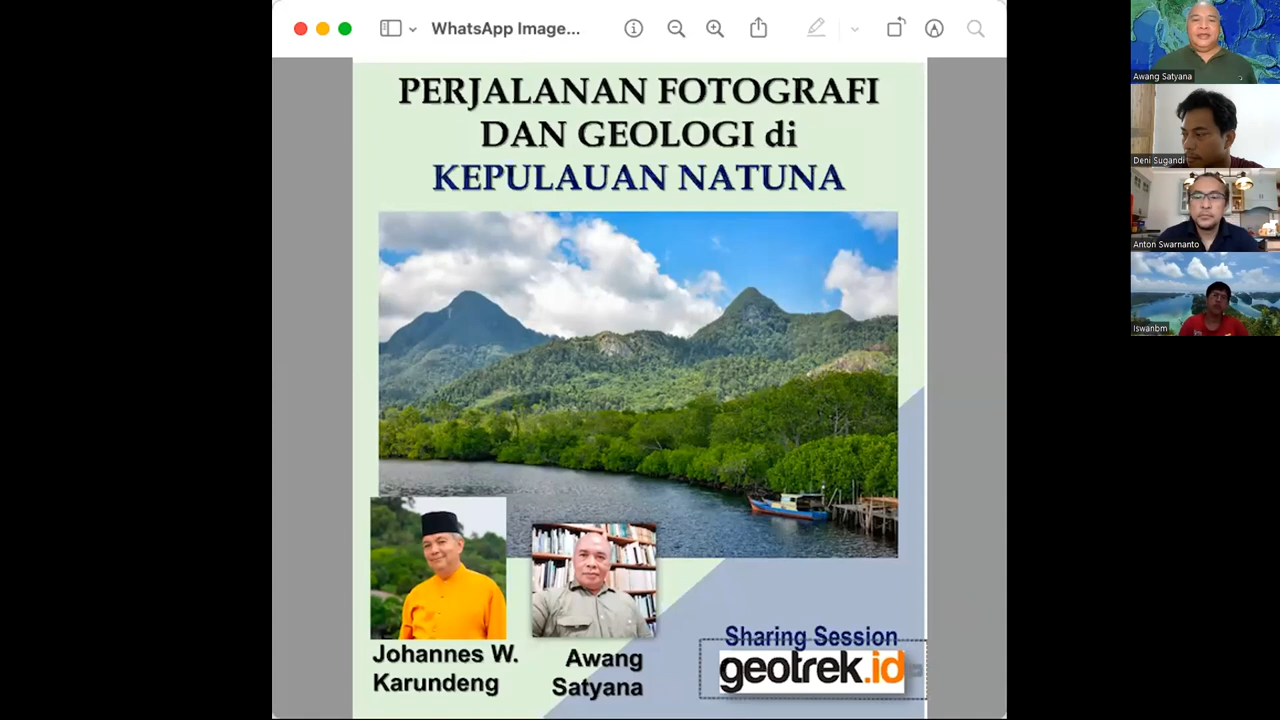 WhatsApp Image...
PERJALANAN FOTOGRAFI
DAN GEOLOGI di
KEPULAUAN NATUNA
Johannes W.
Karundeng
Awang
Satyana
Sharing Session
geotrek.id
Awang Satyana
Deni Sugandi
Anton Swarnanto
Iswanbm